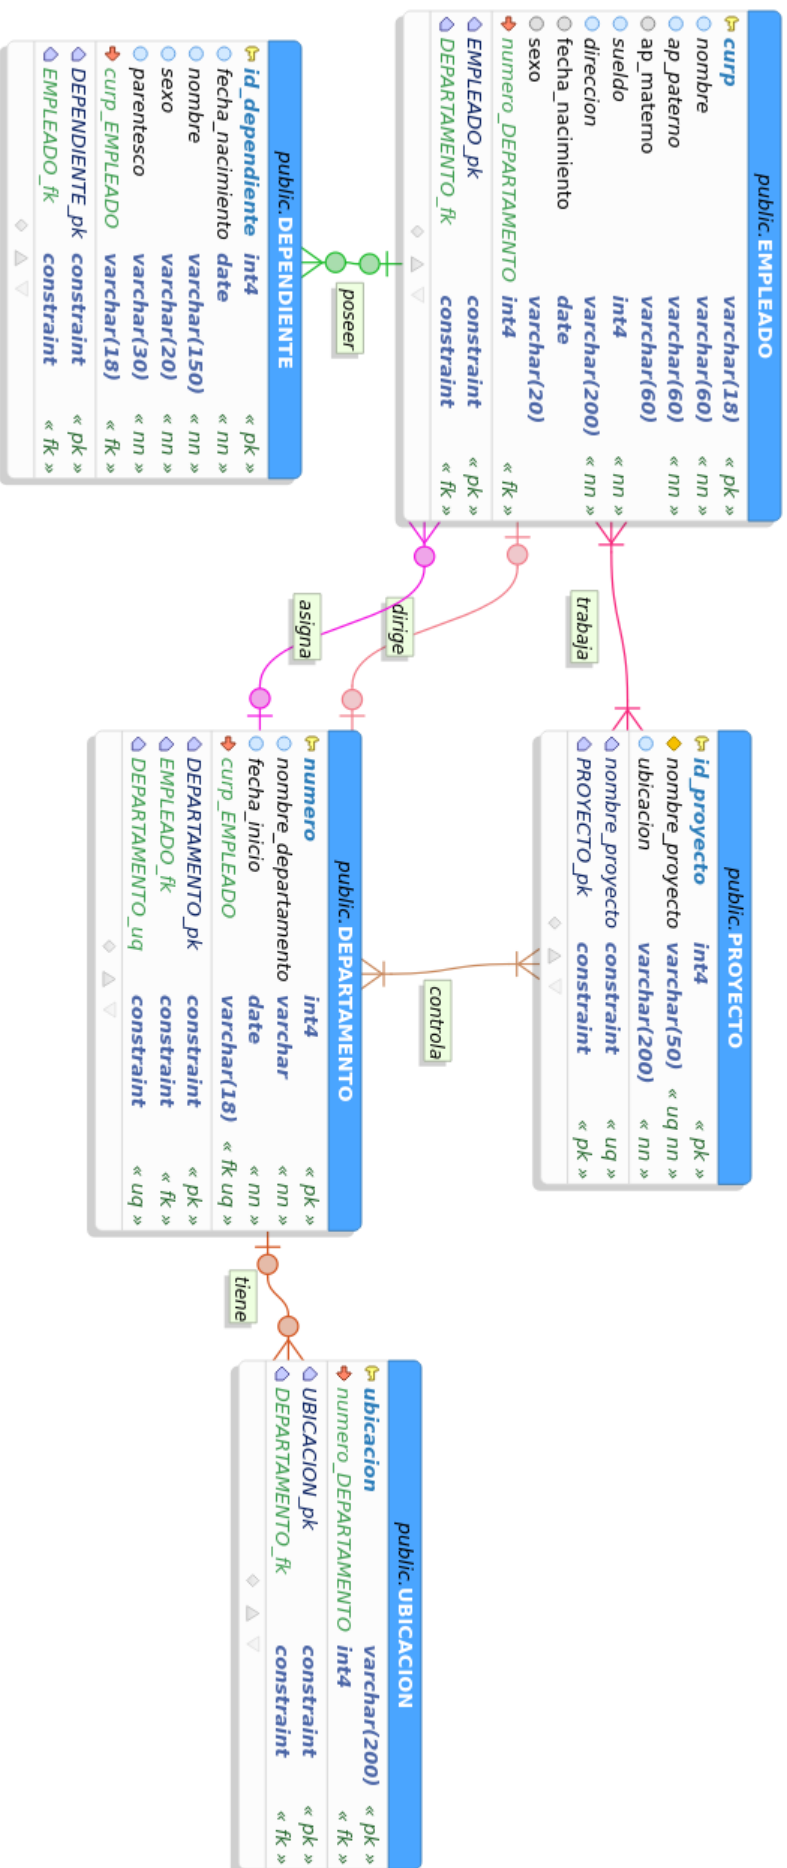 public.EMPLEADO
curp varchar(18) « pk »
nombre varchar(60) « nn »
ap_paterno varchar(60) « nn »
ap_materno varchar(60)
sueldo int4 « nn »
direccion varchar(200) « nn »
fecha_nacimiento date
sexo varchar(20)
numero_DEPARTAMENTO int4 « fk »
EMPLEADO_pk constraint « pk »
DEPARTAMENTO_fk constraint « fk »
poseer
public.DEPENDIENTE
id_dependiente int4 « pk »
fecha_nacimiento date « nn »
nombre varchar(150) « nn »
sexo varchar(20) « nn »
parentesco varchar(30) « nn »
curp_EMPLEADO varchar(18) « fk »
DEPENDIENTE_pk constraint « pk »
EMPLEADO_fk constraint « fk »
trabaja
dirige
asigna
public.PROYECTO
id_proyecto int4 « pk »
nombre_proyecto varchar(50) « uq nn »
ubicacion varchar(200) « nn »
nombre_proyecto constraint « uq »
PROYECTO_pk constraint « pk »
controla
public.DEPARTAMENTO
numero int4 « pk »
nombre_departamento varchar « nn »
fecha_inicio date « nn »
curp_EMPLEADO varchar(18) « fk uq »
DEPARTAMENTO_pk constraint « pk »
EMPLEADO_fk constraint « fk »
DEPARTAMENTO_uq constraint « uq »
tiene
public.UBICACION
ubicacion varchar(200) « pk »
numero_DEPARTAMENTO int4 « fk »
UBICACION_pk constraint « pk »
DEPARTAMENTO_fk constraint « fk »